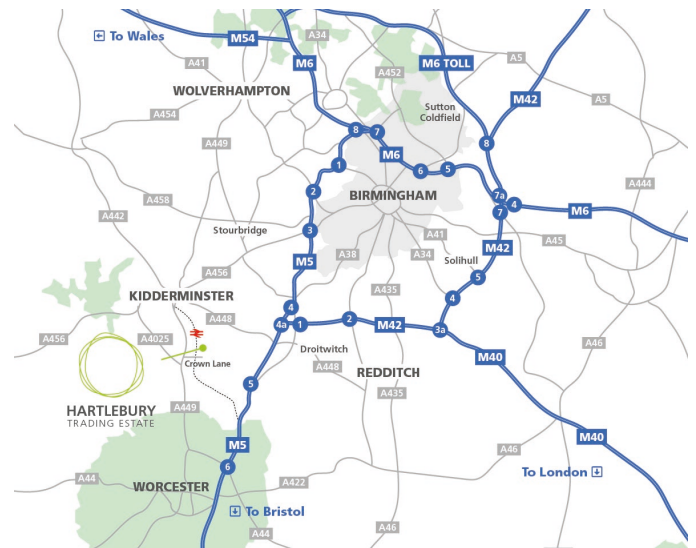 To Wales
M54
A34
M6
A41
A452
M6 TOLL
A5
WOLVERHAMPTON
M42
A5
Sutton
Coldfield
A454
A449
8
7
M6
8
1
6
5
A444
2
BIRMINGHAM
7a
4
A458
7
M6
A442
Stourbridge
3
A41
A45
M42
A38
A34
M5
Solihull
A456
5
A435
KIDDERMINSTER
4
4
A448
4a
1
2
M42
3a
A456
A4025
Droitwitch
A46
Crown Lane
A448
REDDITCH
M40
5
A435
HARTLEBURY
TRADING ESTATE
A449
M5
M40
A46
6
A44
A422
To London
WORCESTER
To Bristol
A44
A46